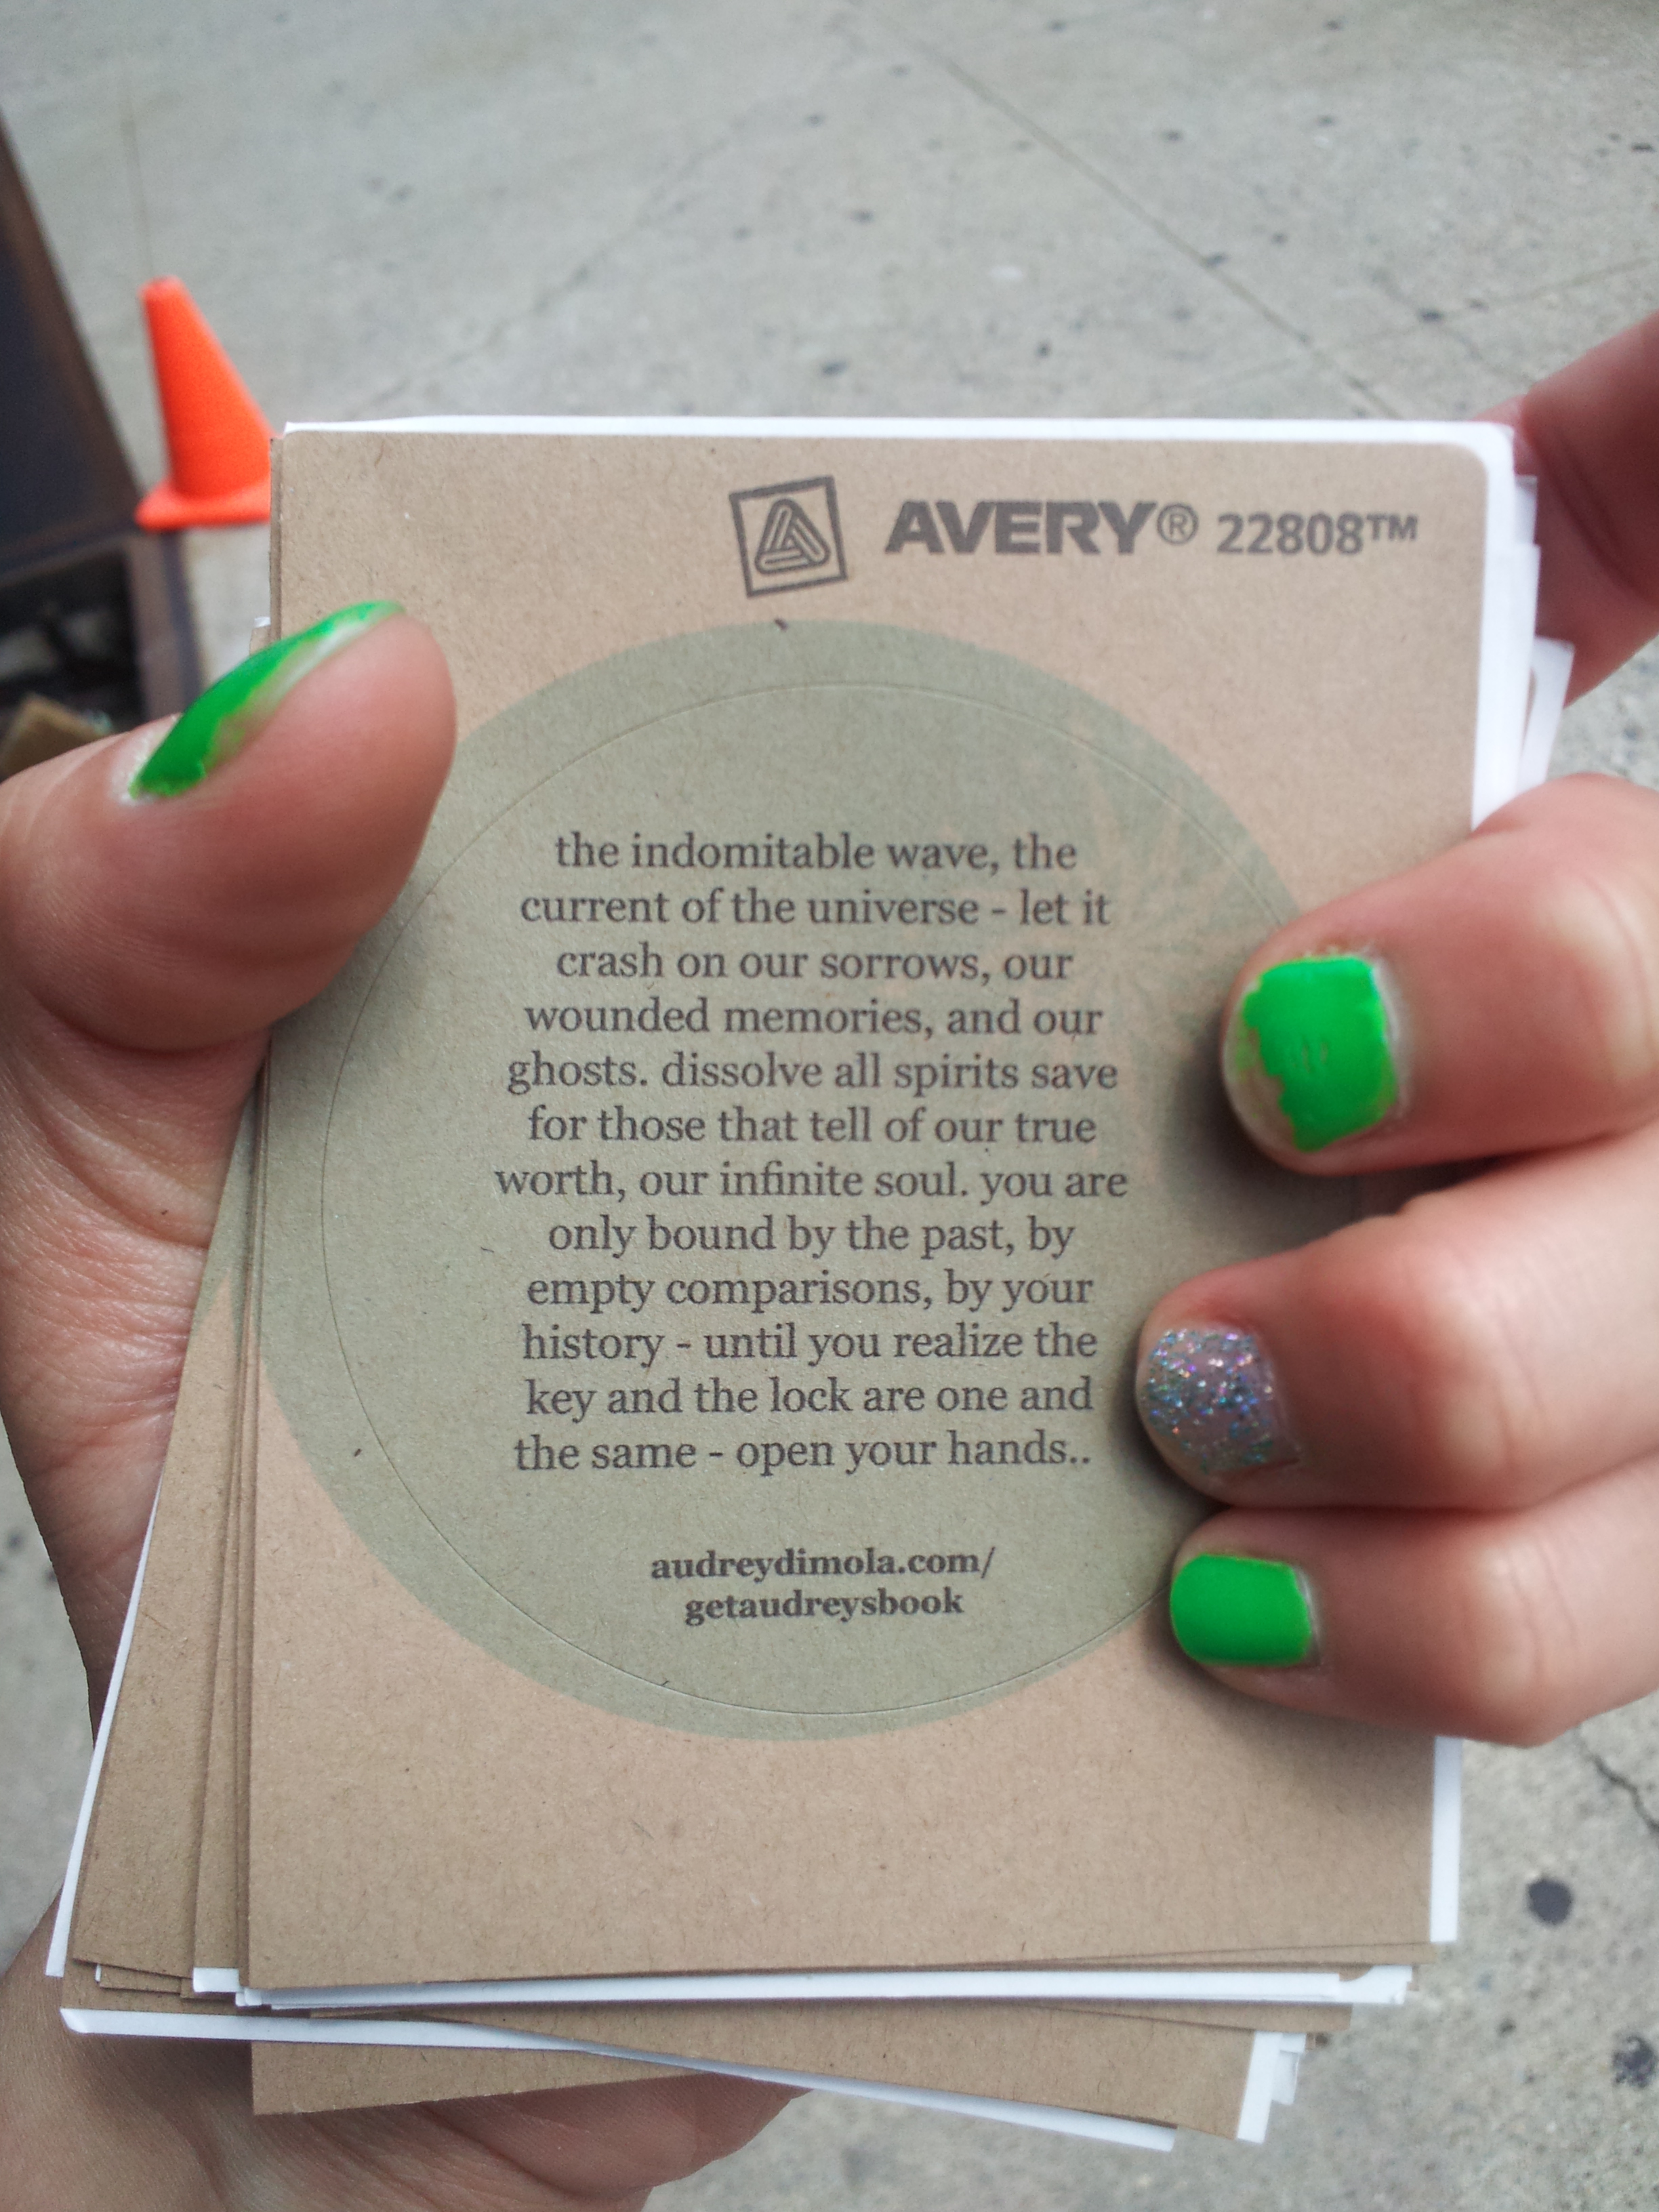 AVERY® 22808™
the indomitable wave, the
current of the universe - let it
crash on our sorrows, our
wounded memories, and our
ghosts. dissolve all spirits save
for those that tell of our true
worth, our infinite soul. you are
only bound by the past, by
empty comparisons, by your
history - until you realize the
key and the lock are one and
the same - open your hands..
audreydimola.com/
getaudreysbook